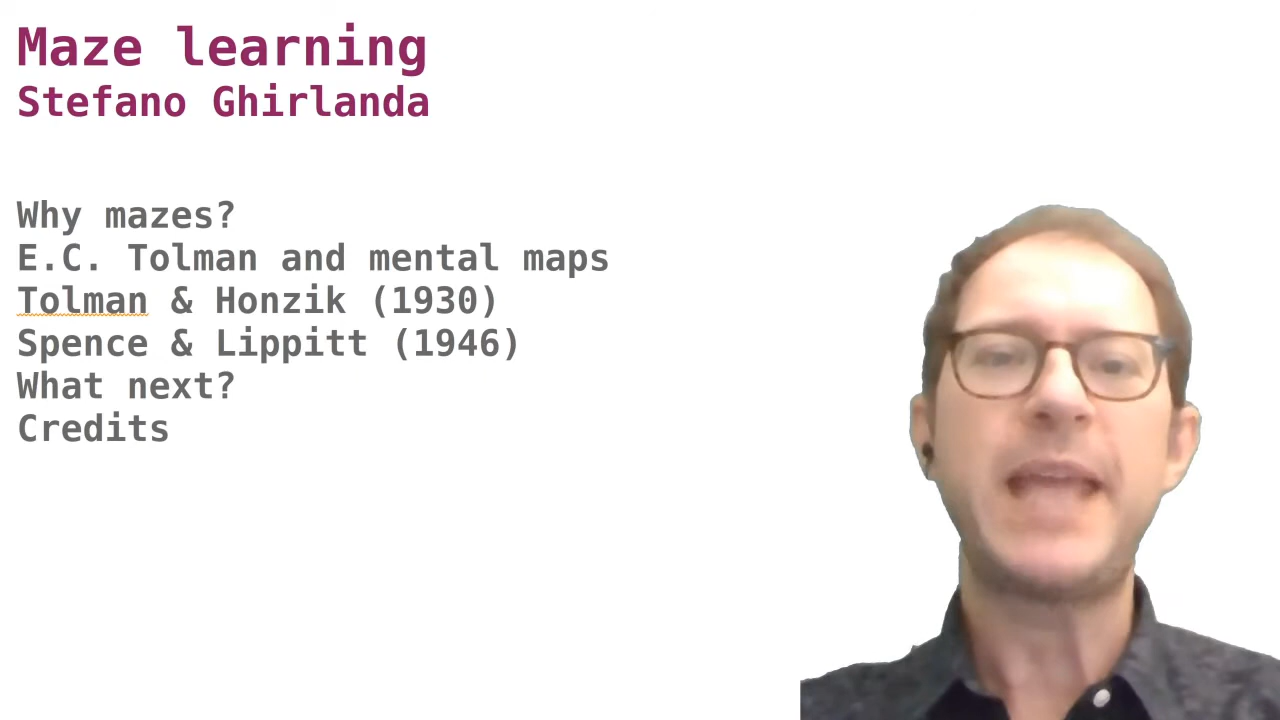 Maze learning
Stefano Ghirlanda
Why mazes?
E.C. Tolman and mental maps
Tolman & Honzik (1930)
Spence & Lippitt (1946)
What next?
Credits